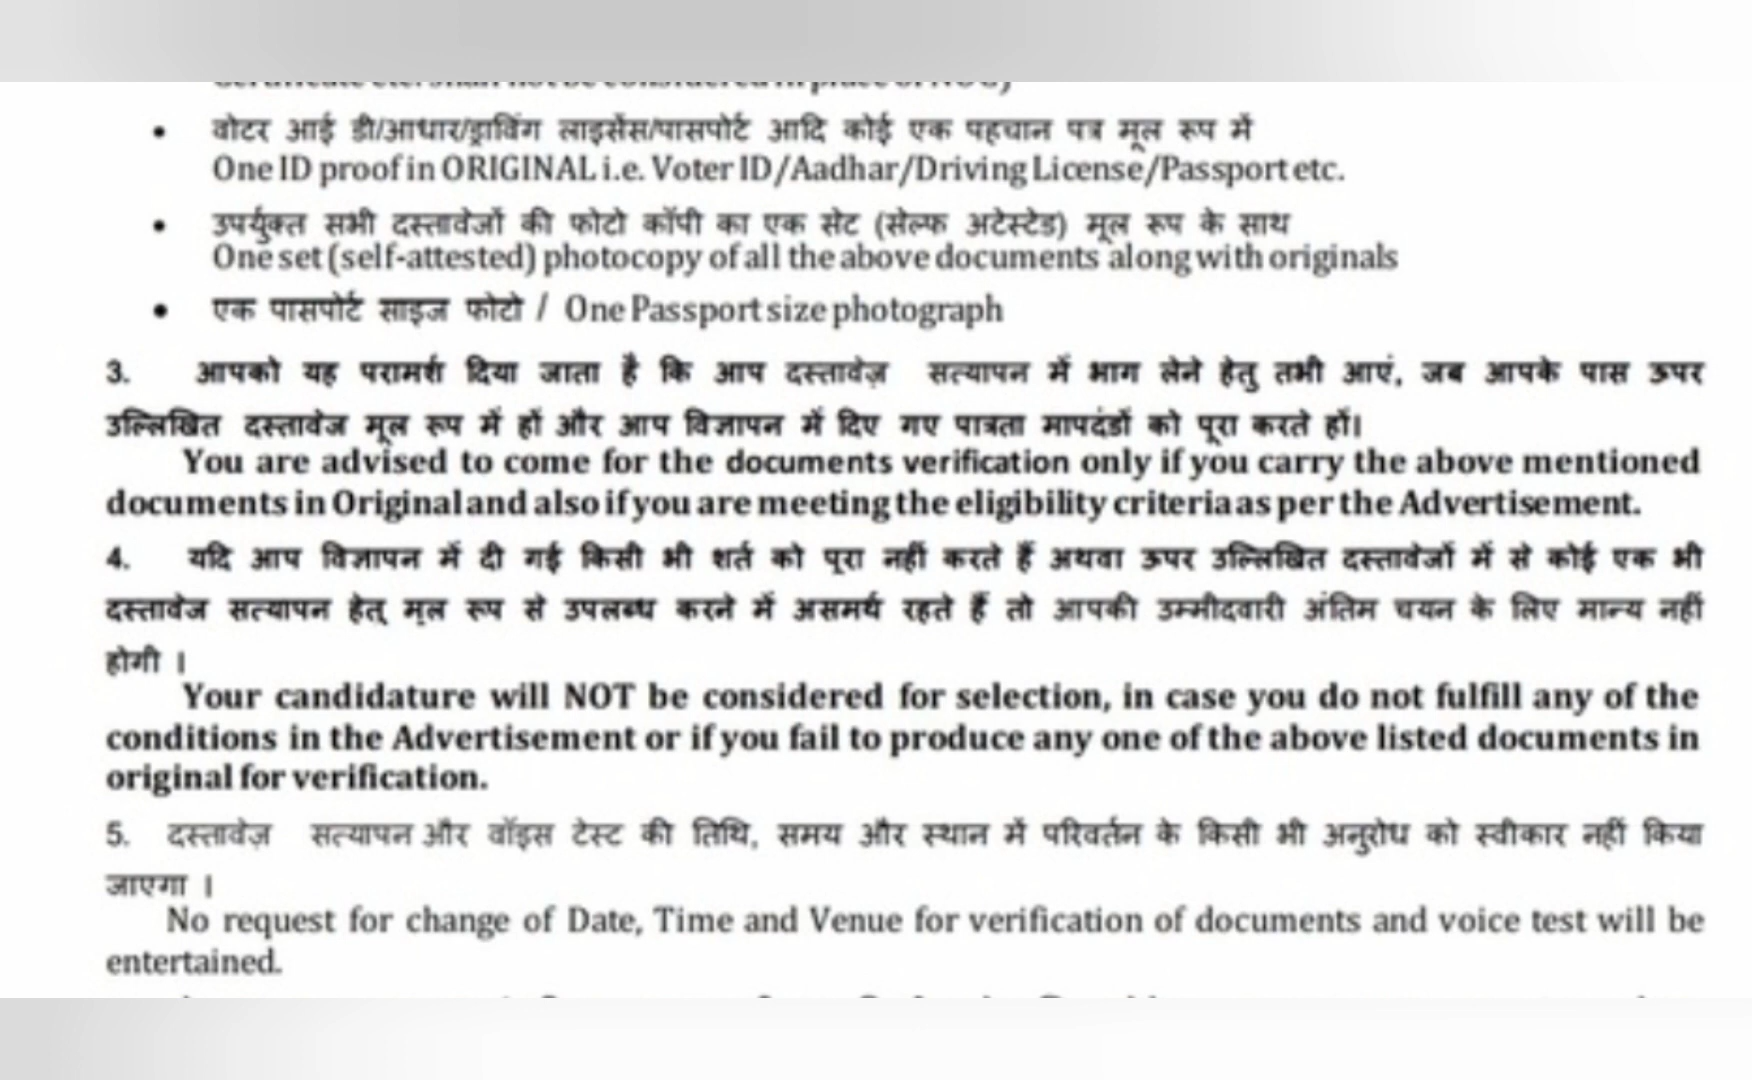 Certificate etc. shall not be considered in place of NOC)
• वोटर आई डी/आधार/ड्राविंग लाइसेंस/पासपोर्ट आदि कोई एक पहचान पत्र मूल रूप में
One ID proof in ORIGINAL i.e. Voter ID/Aadhar/Driving License/Passport etc.
• उपर्युक्त सभी दस्तावेजों की फोटो कॉपी का एक सेट (सेल्फ अटेस्टेड) मूल रूप के साथ
One set (self-attested) photocopy of all the above documents along with originals
• एक पासपोर्ट साइज फोटो / One Passport size photograph
3. आपको यह परामर्श दिया जाता है कि आप दस्तावेज़ सत्यापन में भाग लेने हेतु तभी आएं, जब आपके पास ऊपर
उल्लिखित दस्तावेज मूल रूप में हों और आप विज्ञापन में दिए गए पात्रता मापदंडों को पूरा करते हों।
You are advised to come for the documents verification only if you carry the above mentioned
documents in Original and also if you are meeting the eligibility criteria as per the Advertisement.
4. यदि आप विज्ञापन में दी गई किसी भी शर्त को पूरा नहीं करते हैं अथवा ऊपर उल्लिखित दस्तावेजों में से कोई एक भी
दस्तावेज सत्यापन हेतु मूल रूप से उपलब्ध करने में असमर्थ रहते हैं तो आपकी उम्मीदवारी अंतिम चयन के लिए मान्य नहीं
होगी ।
Your candidature will NOT be considered for selection, in case you do not fulfill any of the
conditions in the Advertisement or if you fail to produce any one of the above listed documents in
original for verification.
5. दस्तावेज़ सत्यापन और वॉइस टेस्ट की तिथि, समय और स्थान में परिवर्तन के किसी भी अनुरोध को स्वीकार नहीं किया
जाएगा ।
No request for change of Date, Time and Venue for verification of documents and voice test will be
entertained.